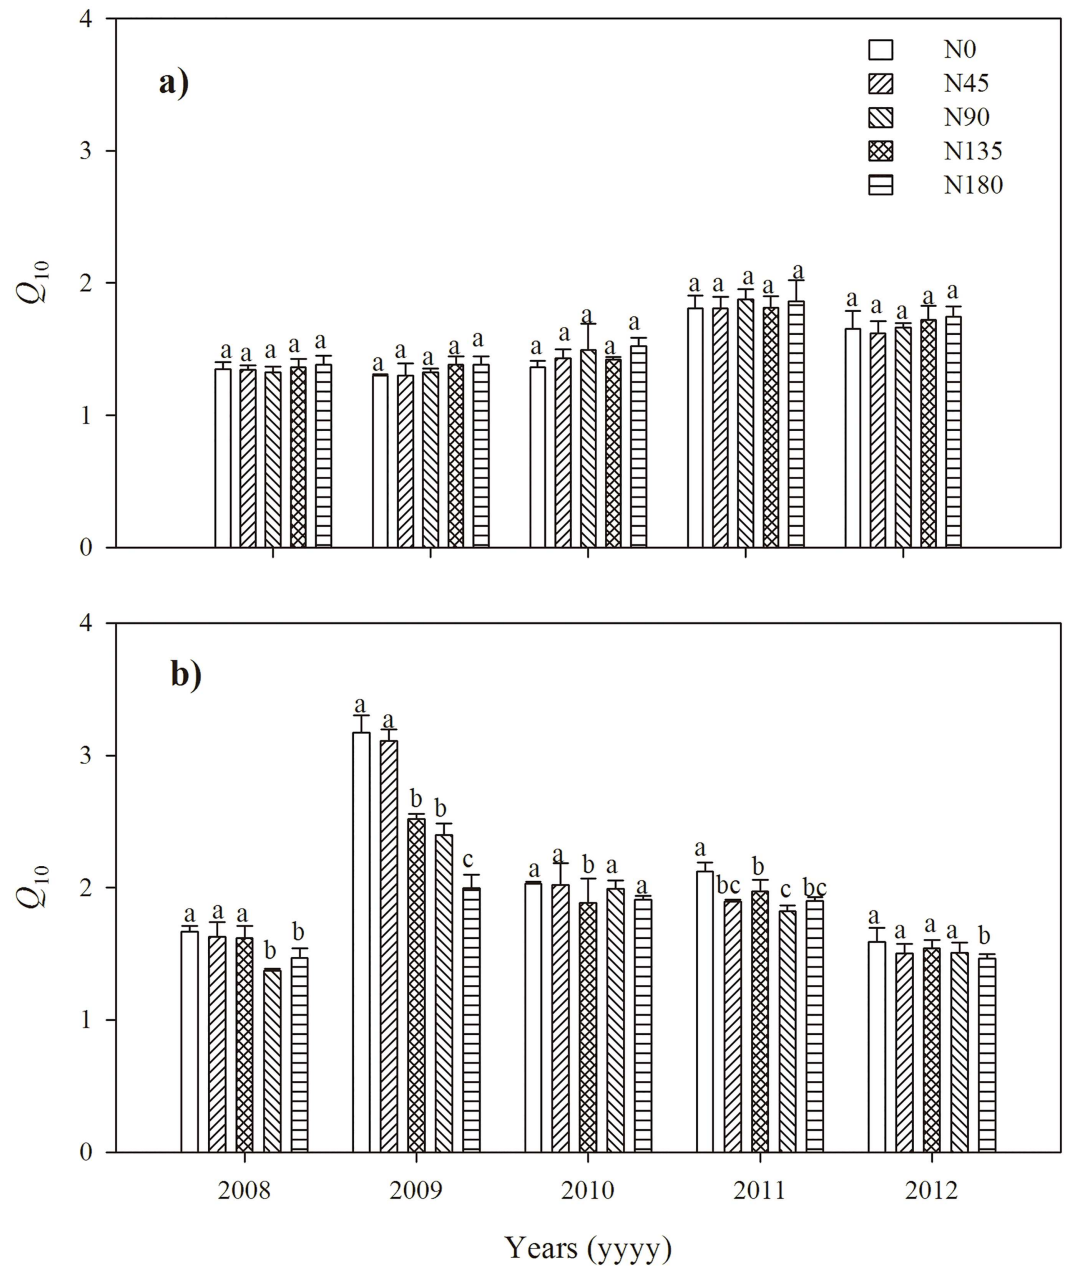 4
a)
N0
N45
N90
N135
N180
3
Q10
2
a a a a a
a a a a a
a a a a a
a a a a a
a a a a a
1
0
4
b)
3
a a b b c
Q10
2
a a a b b
a a b a a
a bc b c bc
a a a a b
1
0
2008 2009 2010 2011 2012
Years (yyyy)